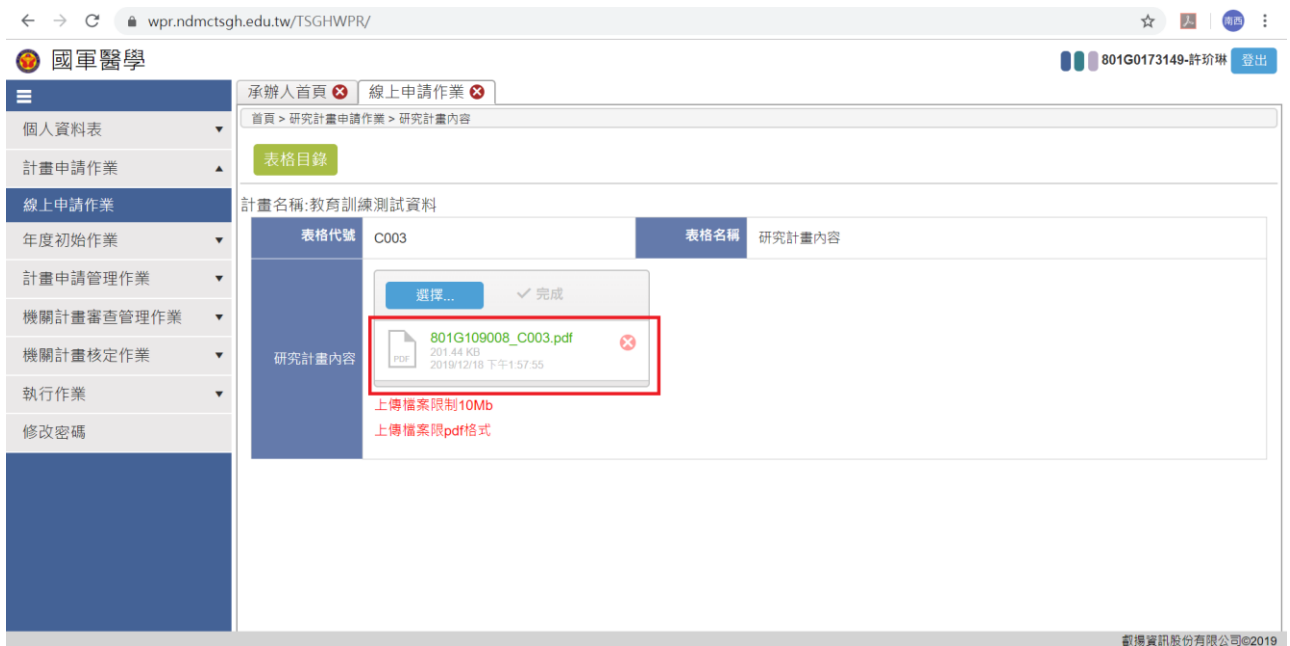 wpr.ndmctsgh.edu.tw/TSGHWPR/
南西
國軍醫學
801G0173149-許玠琳 登出
承辦人首頁 線上申請作業
首頁 > 研究計畫申請作業 > 研究計畫內容
個人資料表
計畫申請作業
線上申請作業
年度初始作業
計畫申請管理作業
機關計畫審查管理作業
機關計畫核定作業
執行作業
修改密碼
表格目錄
計畫名稱:教育訓練測試資料
表格代號 C003 表格名稱 研究計畫內容
選擇... 完成
研究計畫內容
PDF
801G109008_C003.pdf
201.44 KB
2019/12/18 下午1:57:55
上傳檔案限制10Mb
上傳檔案限pdf格式
叡揚資訊股份有限公司©2019